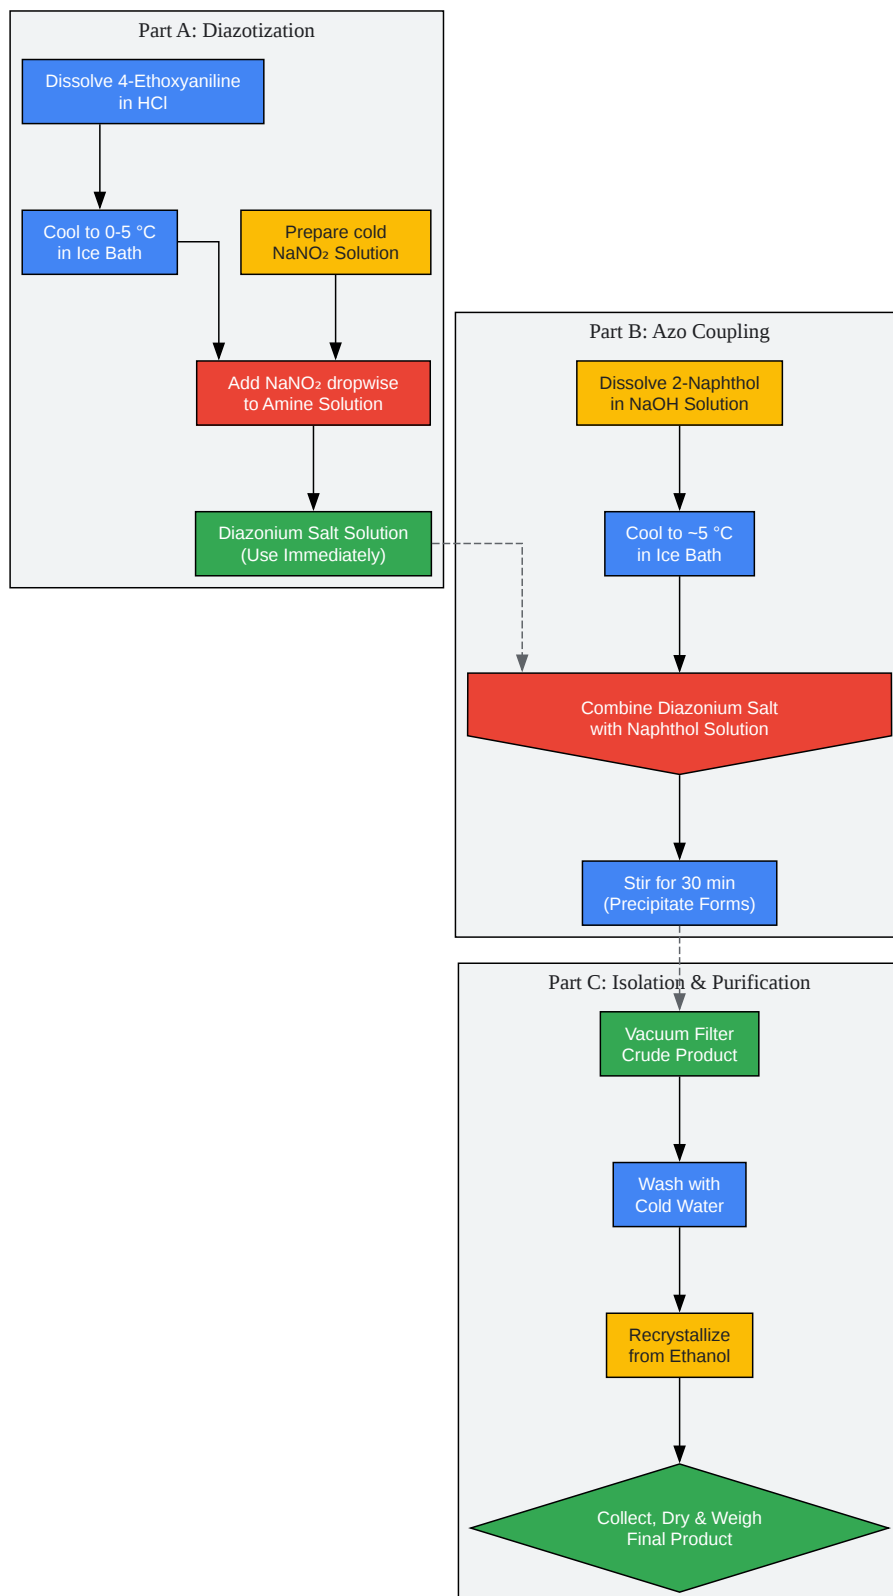 Part A: Diazotization
Dissolve 4-Ethoxyaniline
in HCl
Cool to 0-5 °C
in Ice Bath
Prepare cold
NaNO₂ Solution
Add NaNO₂ dropwise
to Amine Solution
Diazonium Salt Solution
(Use Immediately)
Part B: Azo Coupling
Dissolve 2-Naphthol
in NaOH Solution
Cool to ~5 °C
in Ice Bath
Combine Diazonium Salt
with Naphthol Solution
Stir for 30 min
(Precipitate Forms)
Part C: Isolation & Purification
Vacuum Filter
Crude Product
Wash with
Cold Water
Recrystallize
from Ethanol
Collect, Dry & Weigh
Final Product